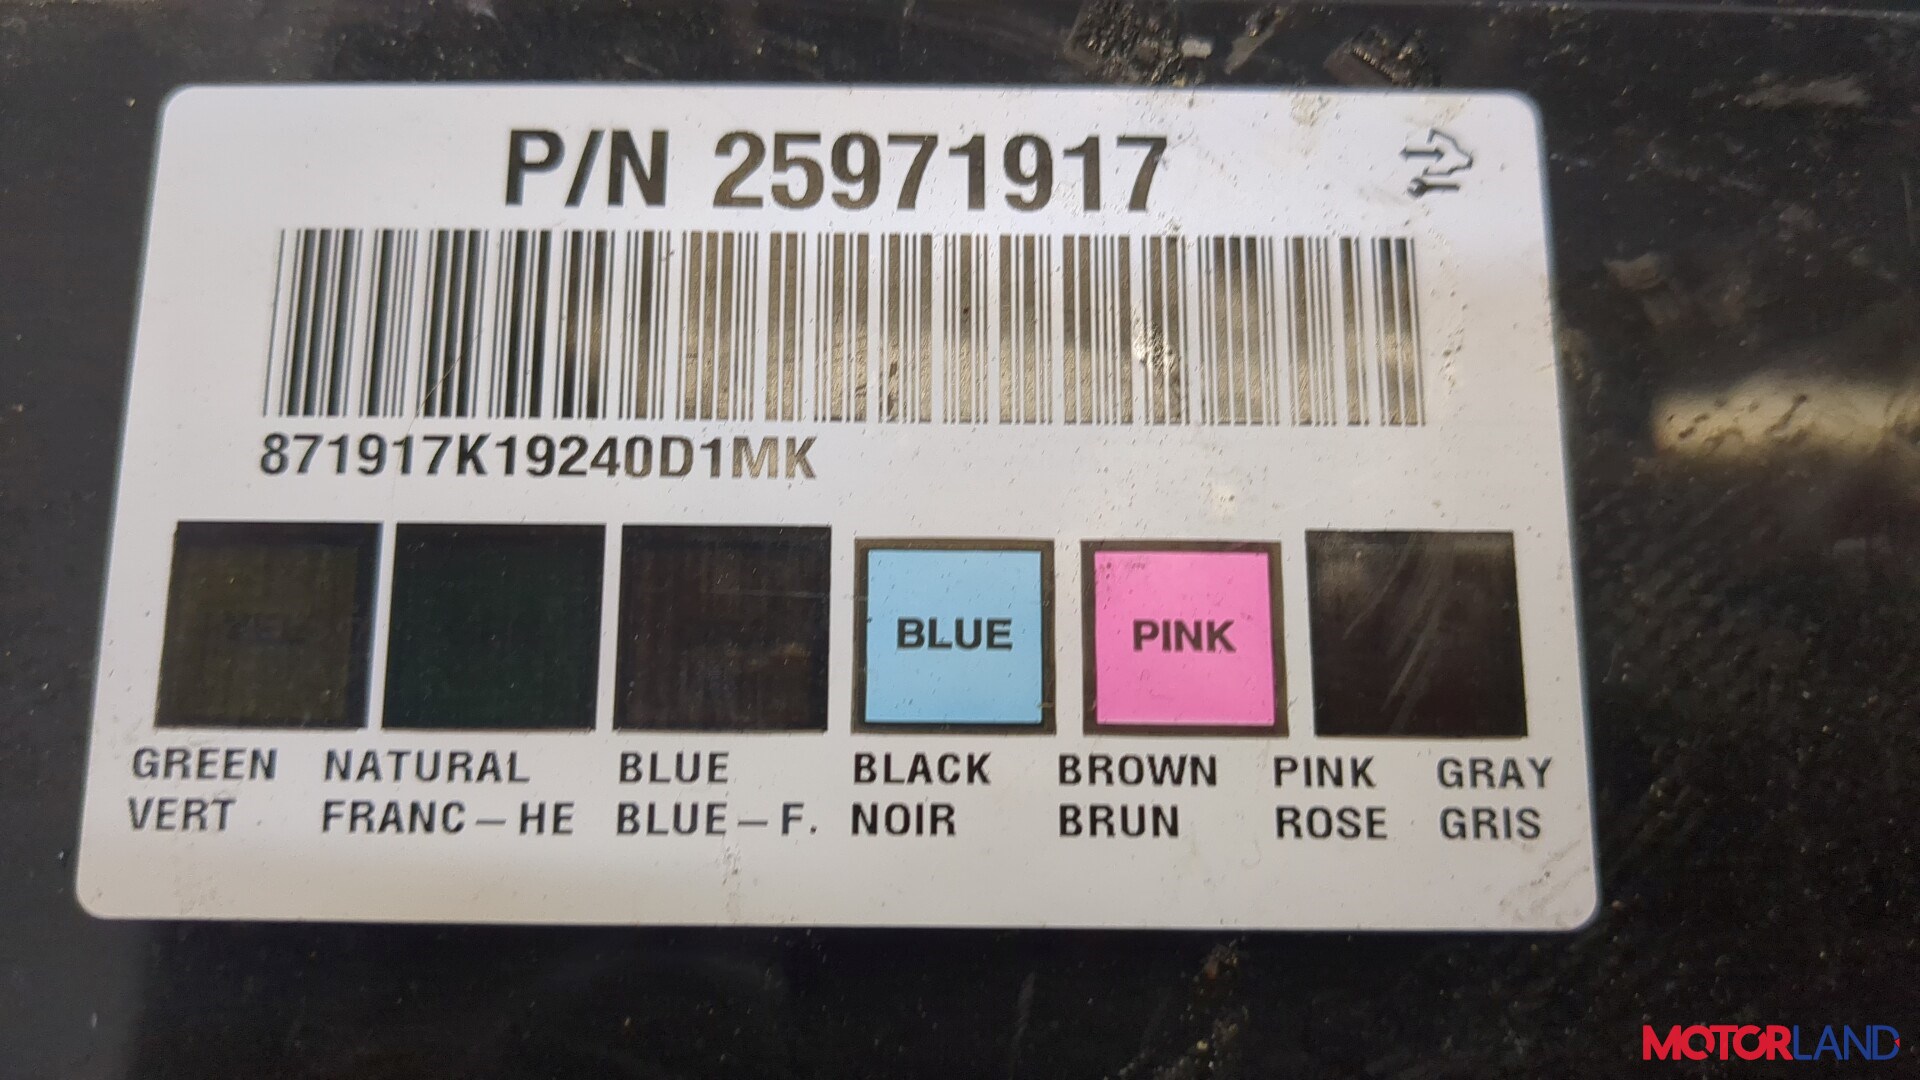 P/N 25971917
871917K19240D1MK
BLUE PINK
GREEN NATURAL BLUE BLACK BROWN PINK GRAY
VERT FRANC-HE BLUE-F. NOIR BRUN ROSE GRIS
MOTORLAND